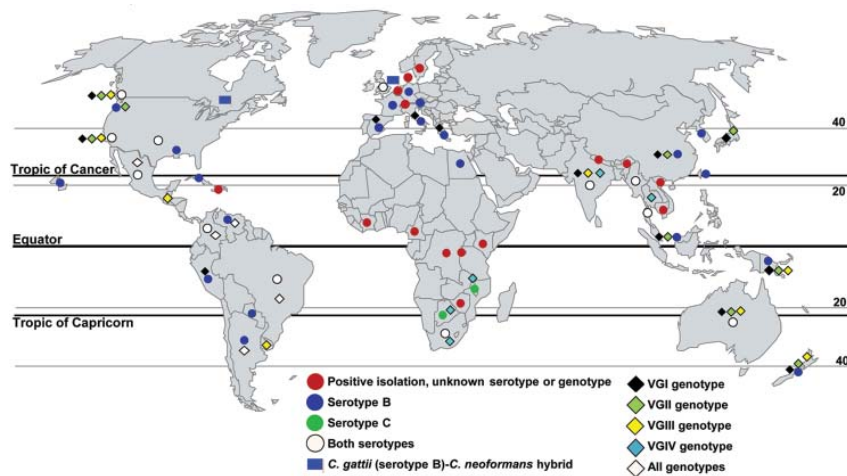 40
Tropic of Cancer
20
Equator
20
Tropic of Capricorn
40
Positive isolation, unknown serotype or genotype
Serotype B
Serotype C
Both serotypes
C. gattii (serotype B)-C. neoformans hybrid
VGI genotype
VGII genotype
VGIII genotype
VGIV genotype
All genotypes